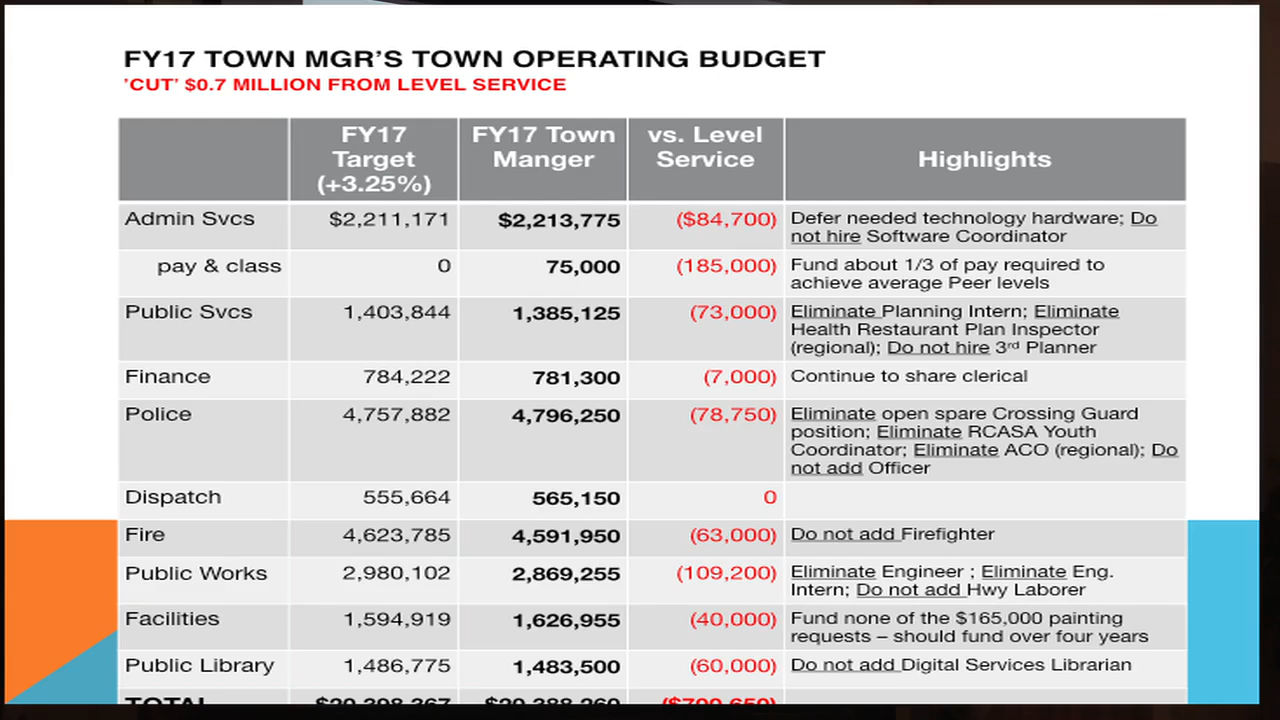 FY17 TOWN MGR'S TOWN OPERATING BUDGET
'CUT' $0.7 MILLION FROM LEVEL SERVICE
FY17 Target (+3.25%)
FY17 Town Manger
vs. Level Service
Highlights
Admin Svcs $2,211,171 $2,213,775 ($84,700) Defer needed technology hardware; Do
not hire Software Coordinator
pay & class 0 75,000 (185,000) Fund about 1/3 of pay required to
achieve average Peer levels
Public Svcs 1,403,844 1,385,125 (73,000) Eliminate Planning Intern; Eliminate
Health Restaurant Plan Inspector
(regional); Do not hire 3rd Planner
Finance 784,222 781,300 (7,000) Continue to share clerical
Police 4,757,882 4,796,250 (78,750) Eliminate open spare Crossing Guard
position; Eliminate RCASA Youth
Coordinator; Eliminate ACO (regional); Do
not add Officer
Dispatch 555,664 565,150 0
Fire 4,623,785 4,591,950 (63,000) Do not add Firefighter
Public Works 2,980,102 2,869,255 (109,200) Eliminate Engineer ; Eliminate Eng.
Intern; Do not add Hwy Laborer
Facilities 1,594,919 1,626,955 (40,000) Fund none of the $165,000 painting
requests – should fund over four years
Public Library 1,486,775 1,483,500 (60,000) Do not add Digital Services Librarian
TOTAL $20,388,260 ($700,650)